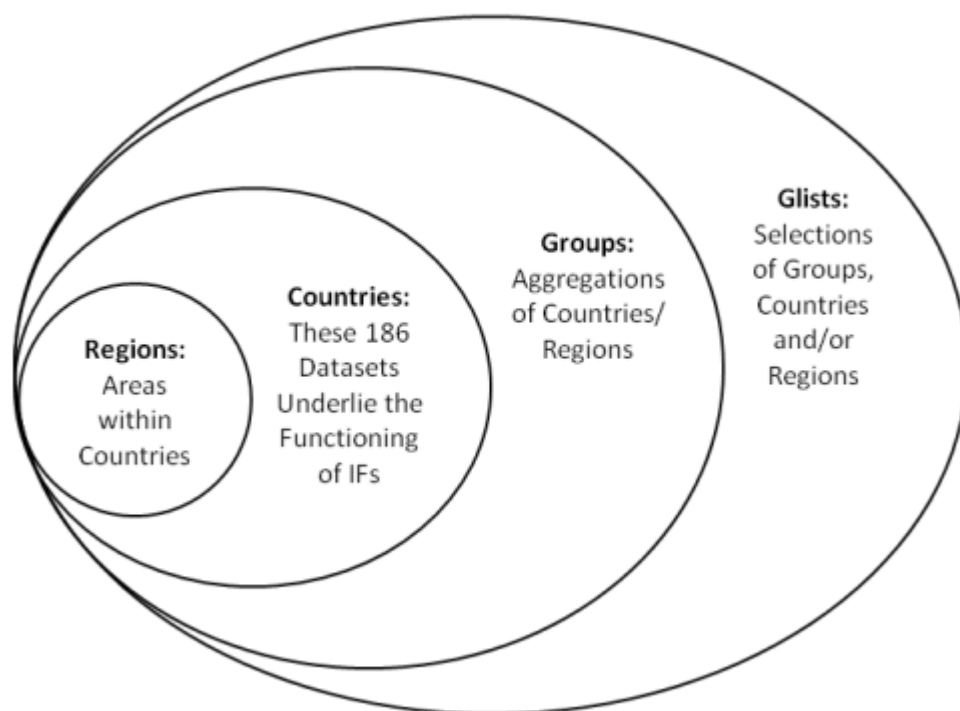 Regions:
Areas
within
Countries
Countries:
These 186
Datasets
Underlie the
Functioning
of IFs
Groups:
Aggregations
of Countries/
Regions
Glists:
Selections
of Groups,
Countries
and/or
Regions